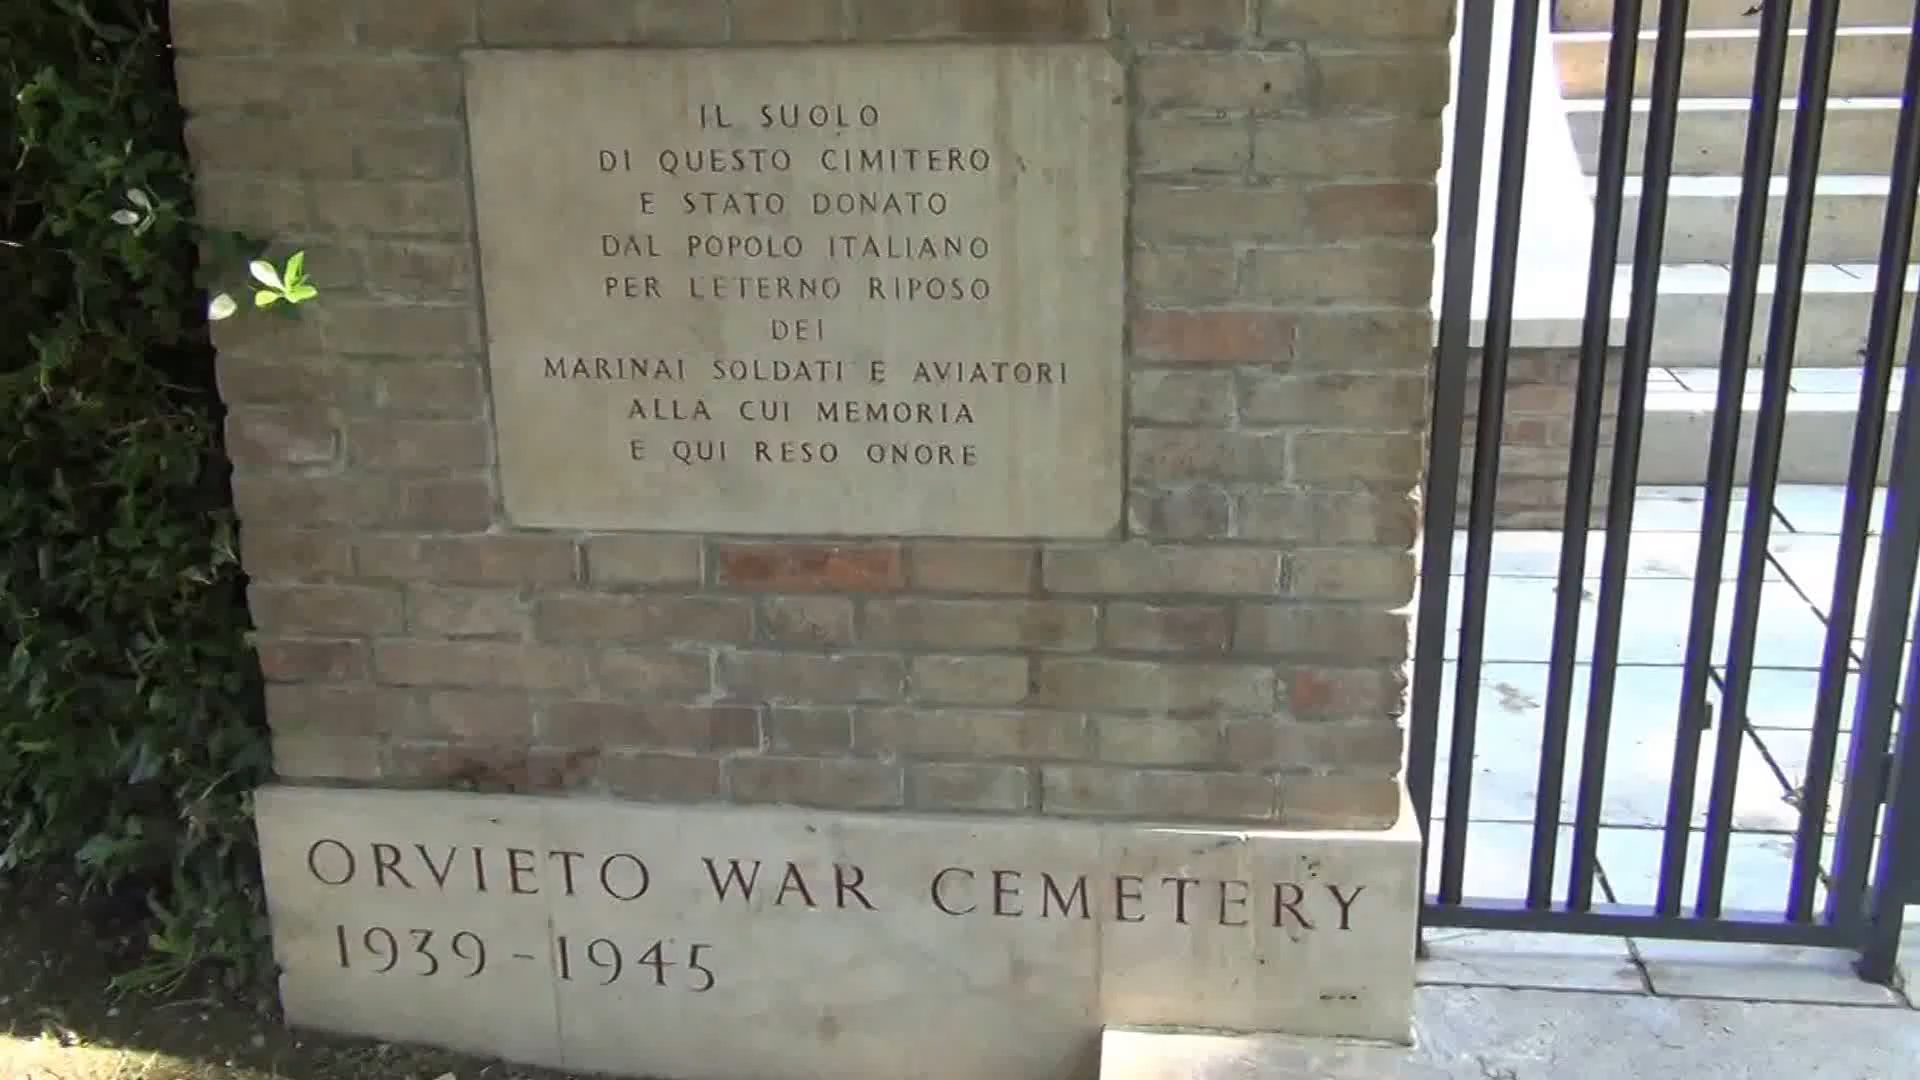 IL SUOLO
DI QUESTO CIMITERO
E STATO DONATO
DAL POPOLO ITALIANO
PER L'ETERNO RIPOSO
DEI
MARINAI SOLDATI E AVIATORI
ALLA CUI MEMORIA
E QUI RESO ONORE
ORVIETO WAR CEMETERY
1939-1945